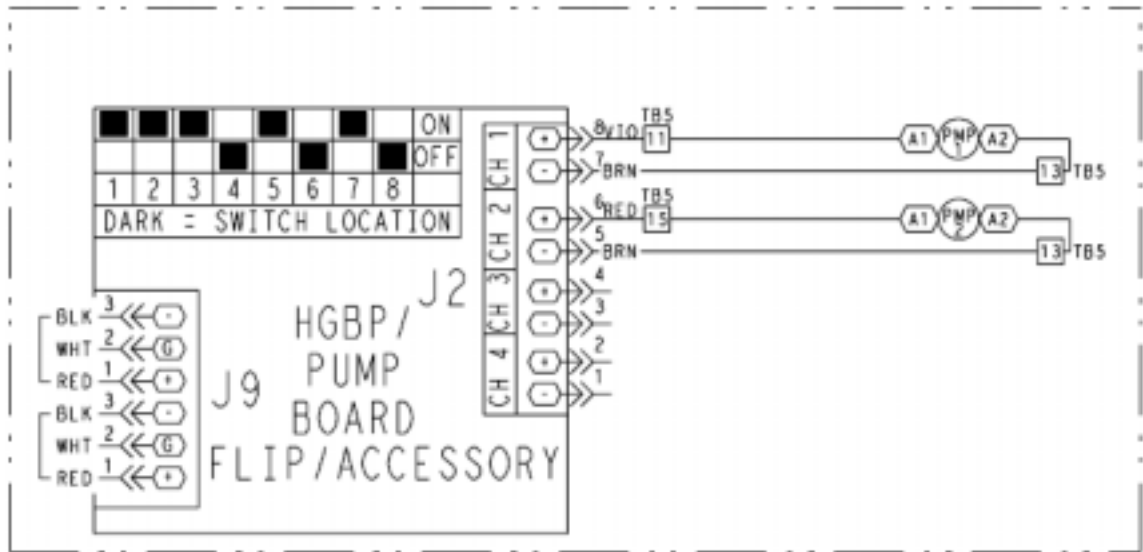 ON
OFF
1 2 3 4 5 6 7 8
DARK = SWITCH LOCATION
CH 1
+ 8 VIO TB5 11 A1 PMP 1 A2
- 7 BRN 13 TB5
CH 2
+ 6 RED TB5 15 A1 PMP 2 A2
- 5 BRN 13 TB5
CH 3
+ 4
- 3
CH 4
+ 2
- 1
J2
BLK 3 -
WHT 2 G
RED 1 +
BLK 3 -
WHT 2 G
RED 1 +
J9
HGBP/
PUMP
BOARD
FLIP/ACCESSORY